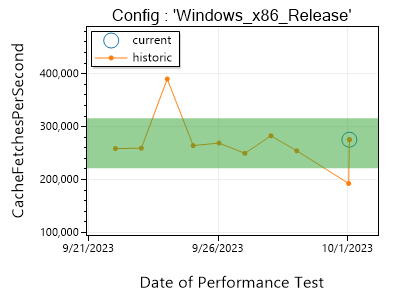 Config : 'Windows_x86_Release'
current
historic
CacheFetchesPerSecond
400,000
300,000
200,000
100,000
9/21/2023
9/26/2023
10/1/2023
Date of Performance Test